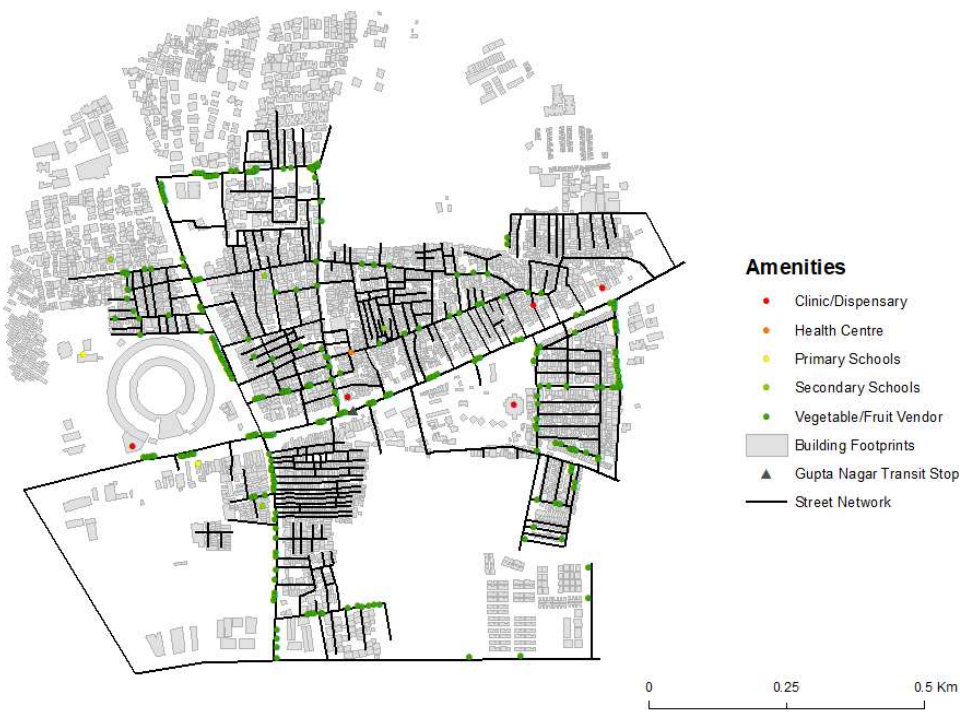 Amenities
Clinic/Dispensary
Health Centre
Primary Schools
Secondary Schools
Vegetable/Fruit Vendor
Building Footprints
Gupta Nagar Transit Stop
Street Network
0 0.25 0.5 Km